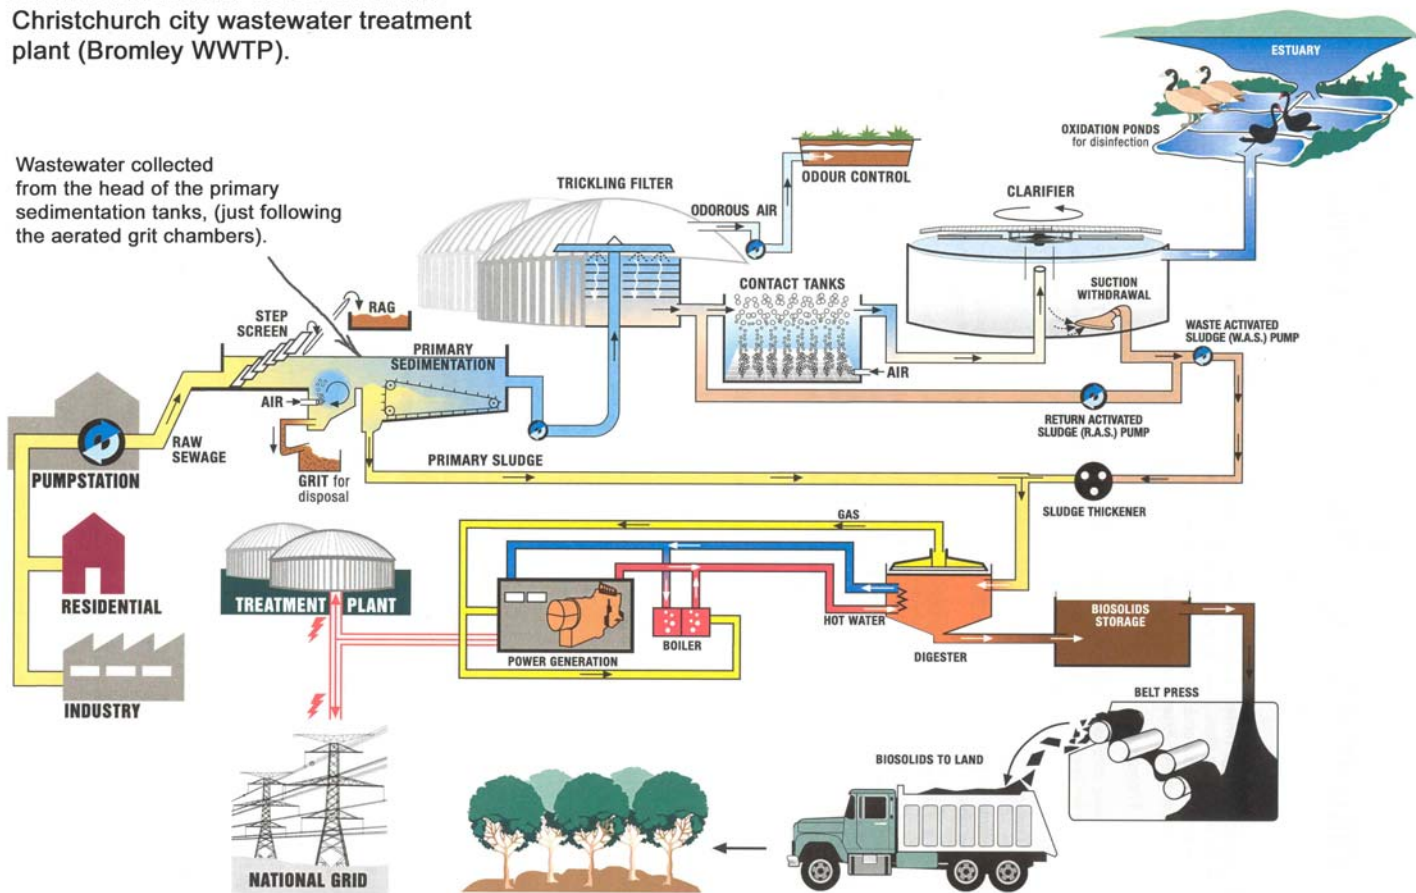 Christchurch city wastewater treatment
plant (Bromley WWTP).
Wastewater collected
from the head of the primary
sedimentation tanks, (just following
the aerated grit chambers).
ESTUARY
OXIDATION PONDS
for disinfection
ODOUR CONTROL
TRICKLING FILTER
ODOROUS AIR
CLARIFIER
CONTACT TANKS
SUCTION
WITHDRAWAL
RAG
STEP
SCREEN
PRIMARY
SEDIMENTATION
WASTE ACTIVATED
SLUDGE (W.A.S.) PUMP
AIR
AIR
RETURN ACTIVATED
SLUDGE (R.A.S.) PUMP
RAW
SEWAGE
PUMPSTATION
GRIT for
disposal
PRIMARY SLUDGE
SLUDGE THICKENER
GAS
RESIDENTIAL
TREATMENT PLANT
HOT WATER
BIOSOLIDS
STORAGE
BOILER
POWER GENERATION
DIGESTER
INDUSTRY
BELT PRESS
BIOSOLIDS TO LAND
NATIONAL GRID